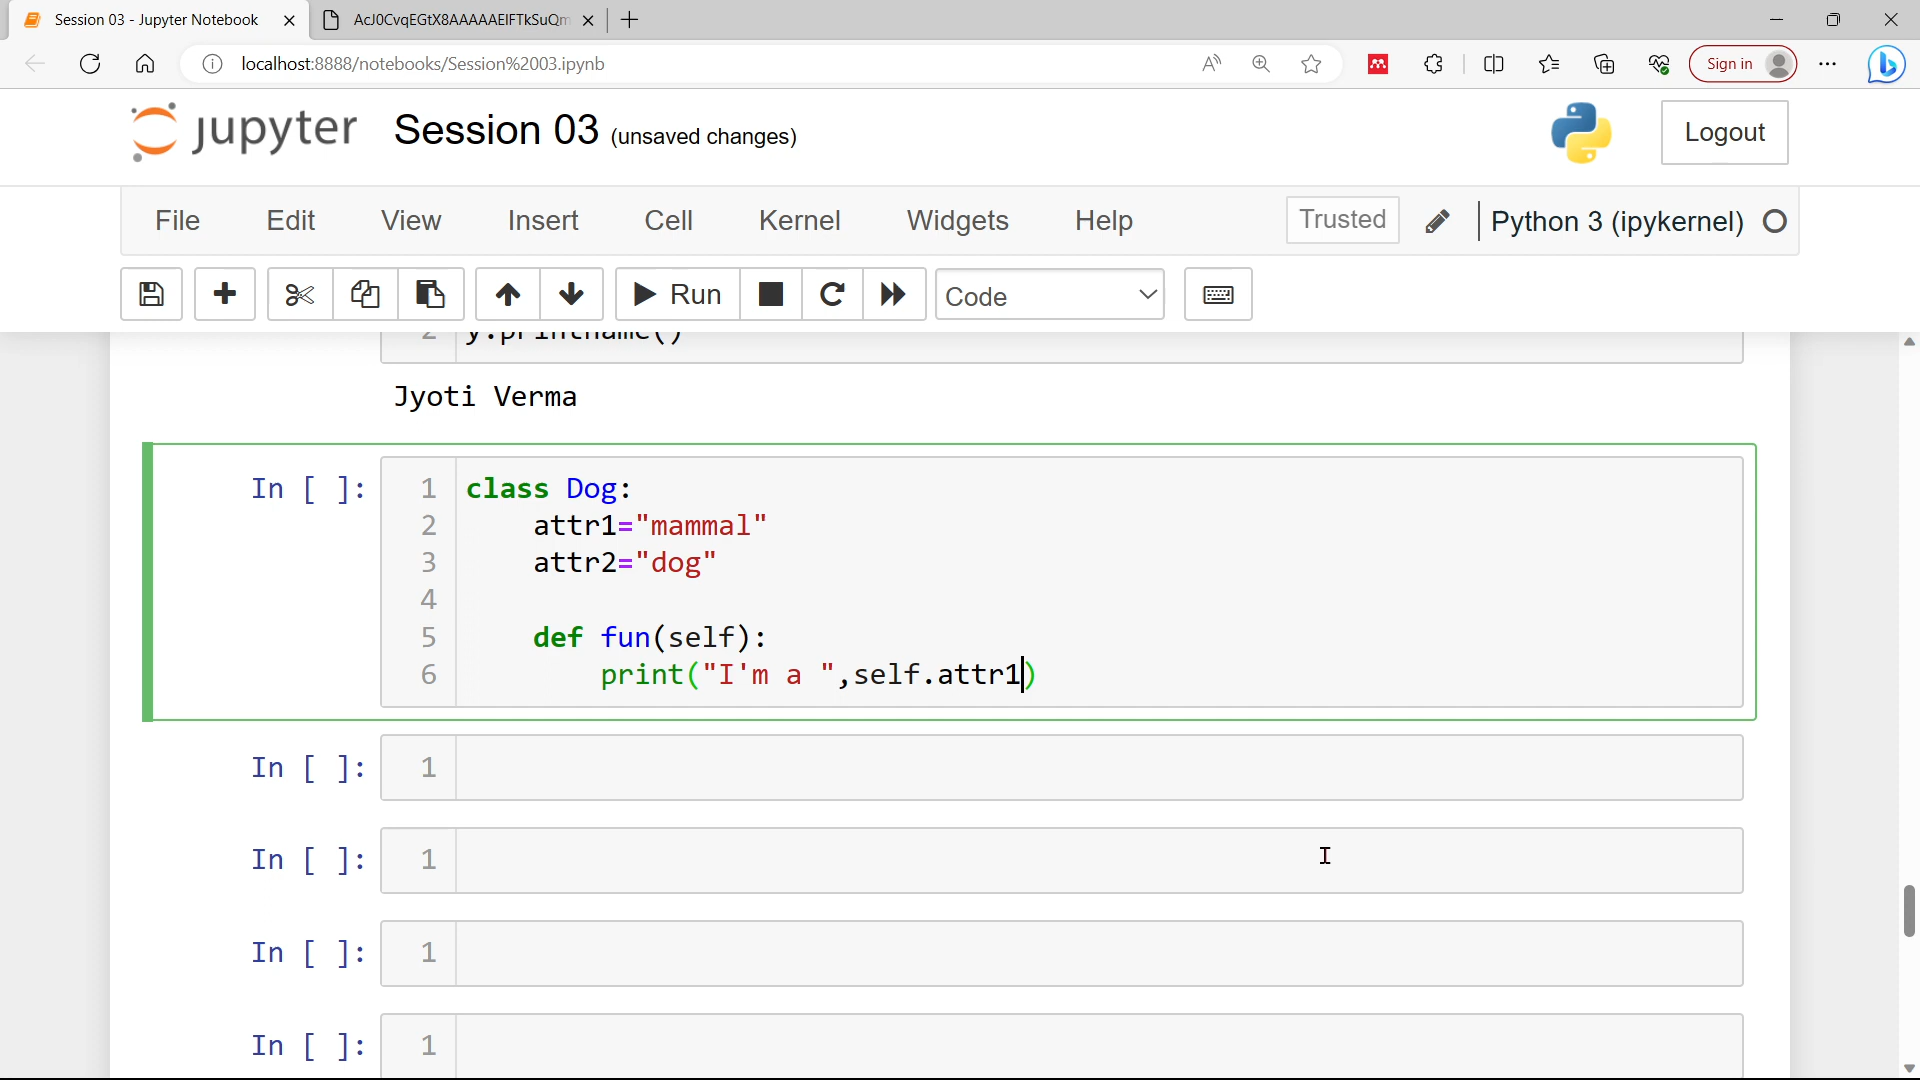 Session 03 - Jupyter Notebook
localhost:8888/notebooks/Session%2003.ipynb
Sign in
jupyter Session 03 (unsaved changes)
Logout
File Edit View Insert Cell Kernel Widgets Help Trusted Python 3 (ipykernel)
Run Code
2 y.printname()
Jyoti Verma
In [ ]:
1 class Dog:
2 attr1="mammal"
3 attr2="dog"
4
5 def fun(self):
6 print("I'm a ",self.attr1)
In [ ]: 1
In [ ]: 1
In [ ]: 1
In [ ]: 1